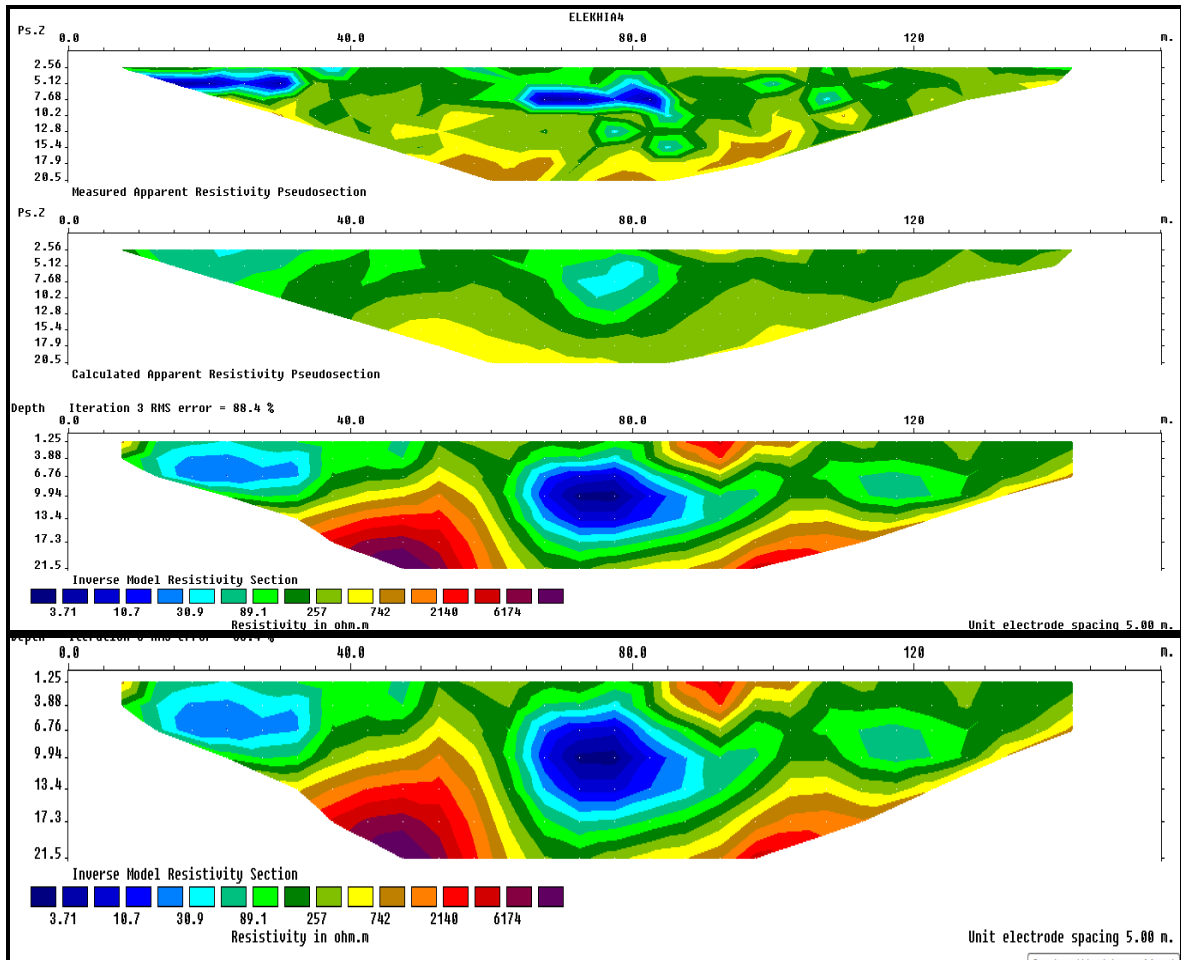 ELEKHIA4
Ps.Z 0.0 40.0 80.0 120 m.
2.56
5.12
7.68
10.2
12.8
15.4
17.9
20.5
Measured Apparent Resistivity Pseudosection
Ps.Z 0.0 40.0 80.0 120 m.
2.56
5.12
7.68
10.2
12.8
15.4
17.9
20.5
Calculated Apparent Resistivity Pseudosection
Depth Iteration 3 RMS error = 88.4 %
0.0 40.0 80.0 120 m.
1.25
3.88
6.76
9.94
13.4
17.3
21.5
Inverse Model Resistivity Section
3.71 10.7 30.9 89.1 257 742 2140 6174
Resistivity in ohm.m Unit electrode spacing 5.00 m.
Depth Iteration 3 RMS error = 88.4 %
0.0 40.0 80.0 120 m.
1.25
3.88
6.76
9.94
13.4
17.3
21.5
Inverse Model Resistivity Section
3.71 10.7 30.9 89.1 257 742 2140 6174
Resistivity in ohm.m Unit electrode spacing 5.00 m.